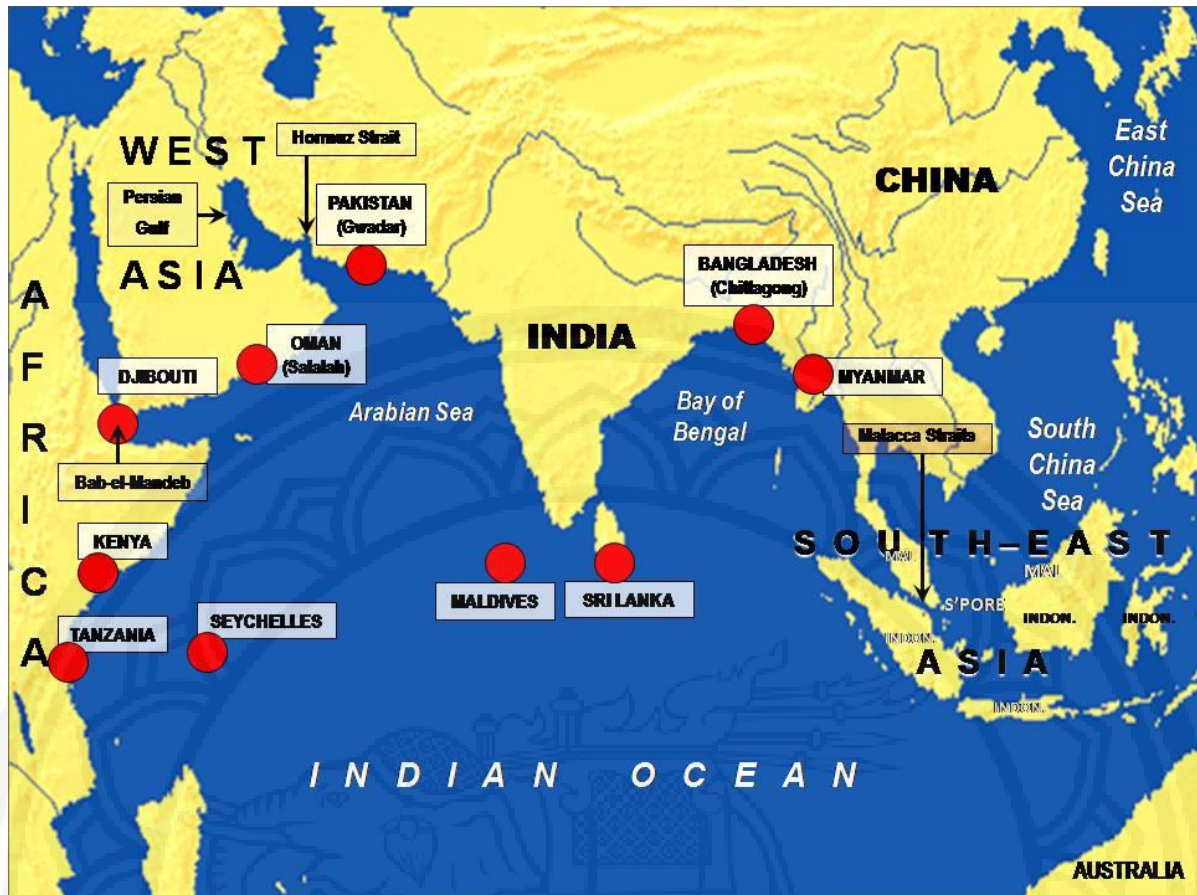 WEST
Hormuz Strait
Persian
Gulf
PAKISTAN
(Gwadar)
ASIA
CHINA
East
China
Sea
BANGLADESH
(Chittagong)
AFRICA
INDIA
OMAN
(Salalah)
DJIBOUTI
MYANMAR
Arabian Sea
Bay of
Bengal
Malacca Straits
South
China
Sea
Bab-el-Mandeb
KENYA
SOUTH–EAST
MAL.
MAL.
MALDIVES
SRI LANKA
S'PORE
SEYCHELLES
TANZANIA
INDON.
INDON.
INDON.
ASIA
INDON.
INDIAN OCEAN
AUSTRALIA